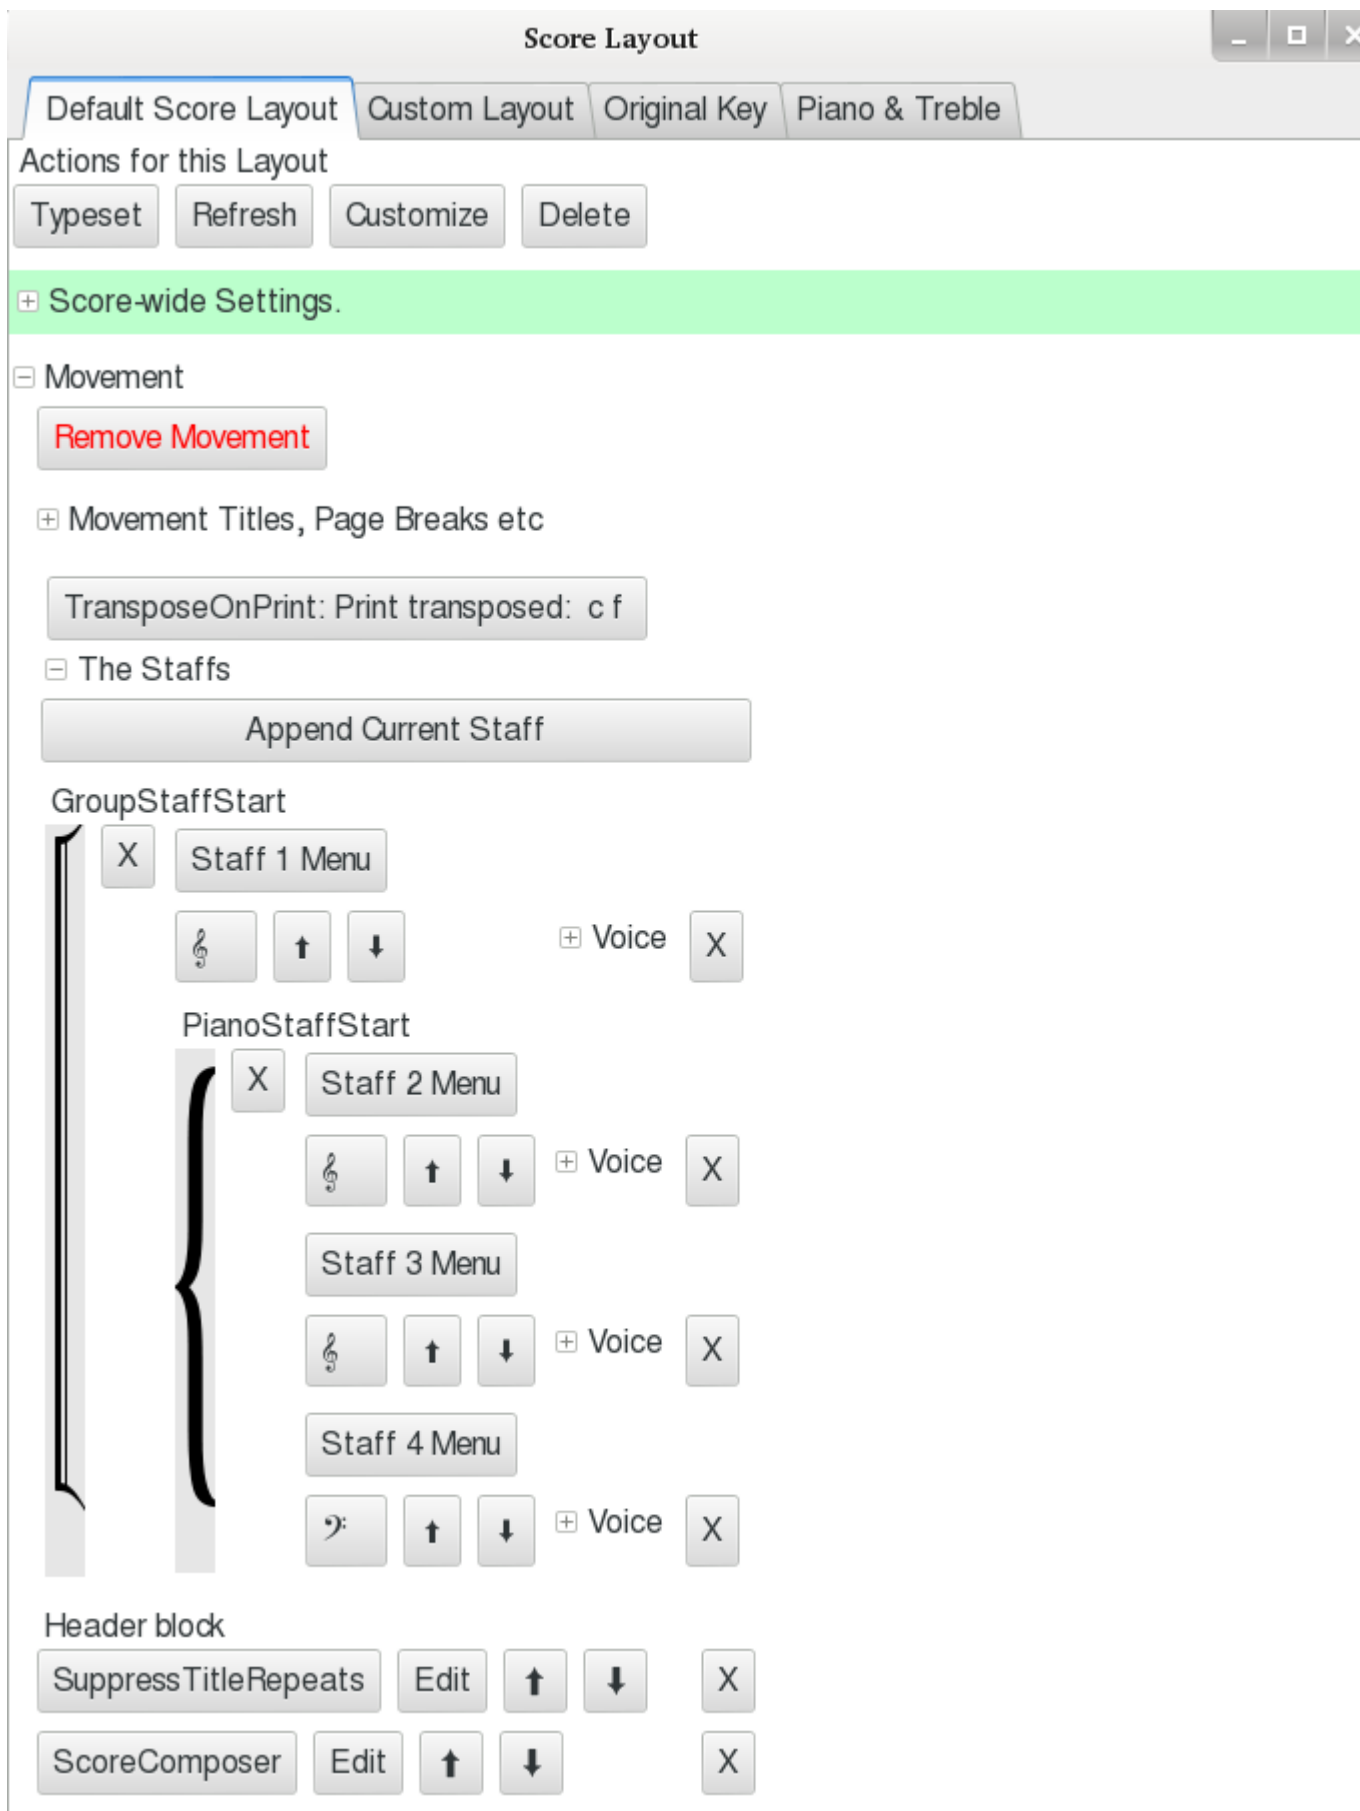 Score Layout
Default Score Layout Custom Layout Original Key Piano & Treble
Actions for this Layout
Typeset Refresh Customize Delete
Score-wide Settings.
Movement
Remove Movement
Movement Titles, Page Breaks etc
TransposeOnPrint: Print transposed: c f
The Staffs
Append Current Staff
GroupStaffStart
X Staff 1 Menu
Voice X
PianoStaffStart
X Staff 2 Menu
Voice X
Staff 3 Menu
Voice X
Staff 4 Menu
Voice X
Header block
SuppressTitleRepeats Edit X
ScoreComposer Edit X